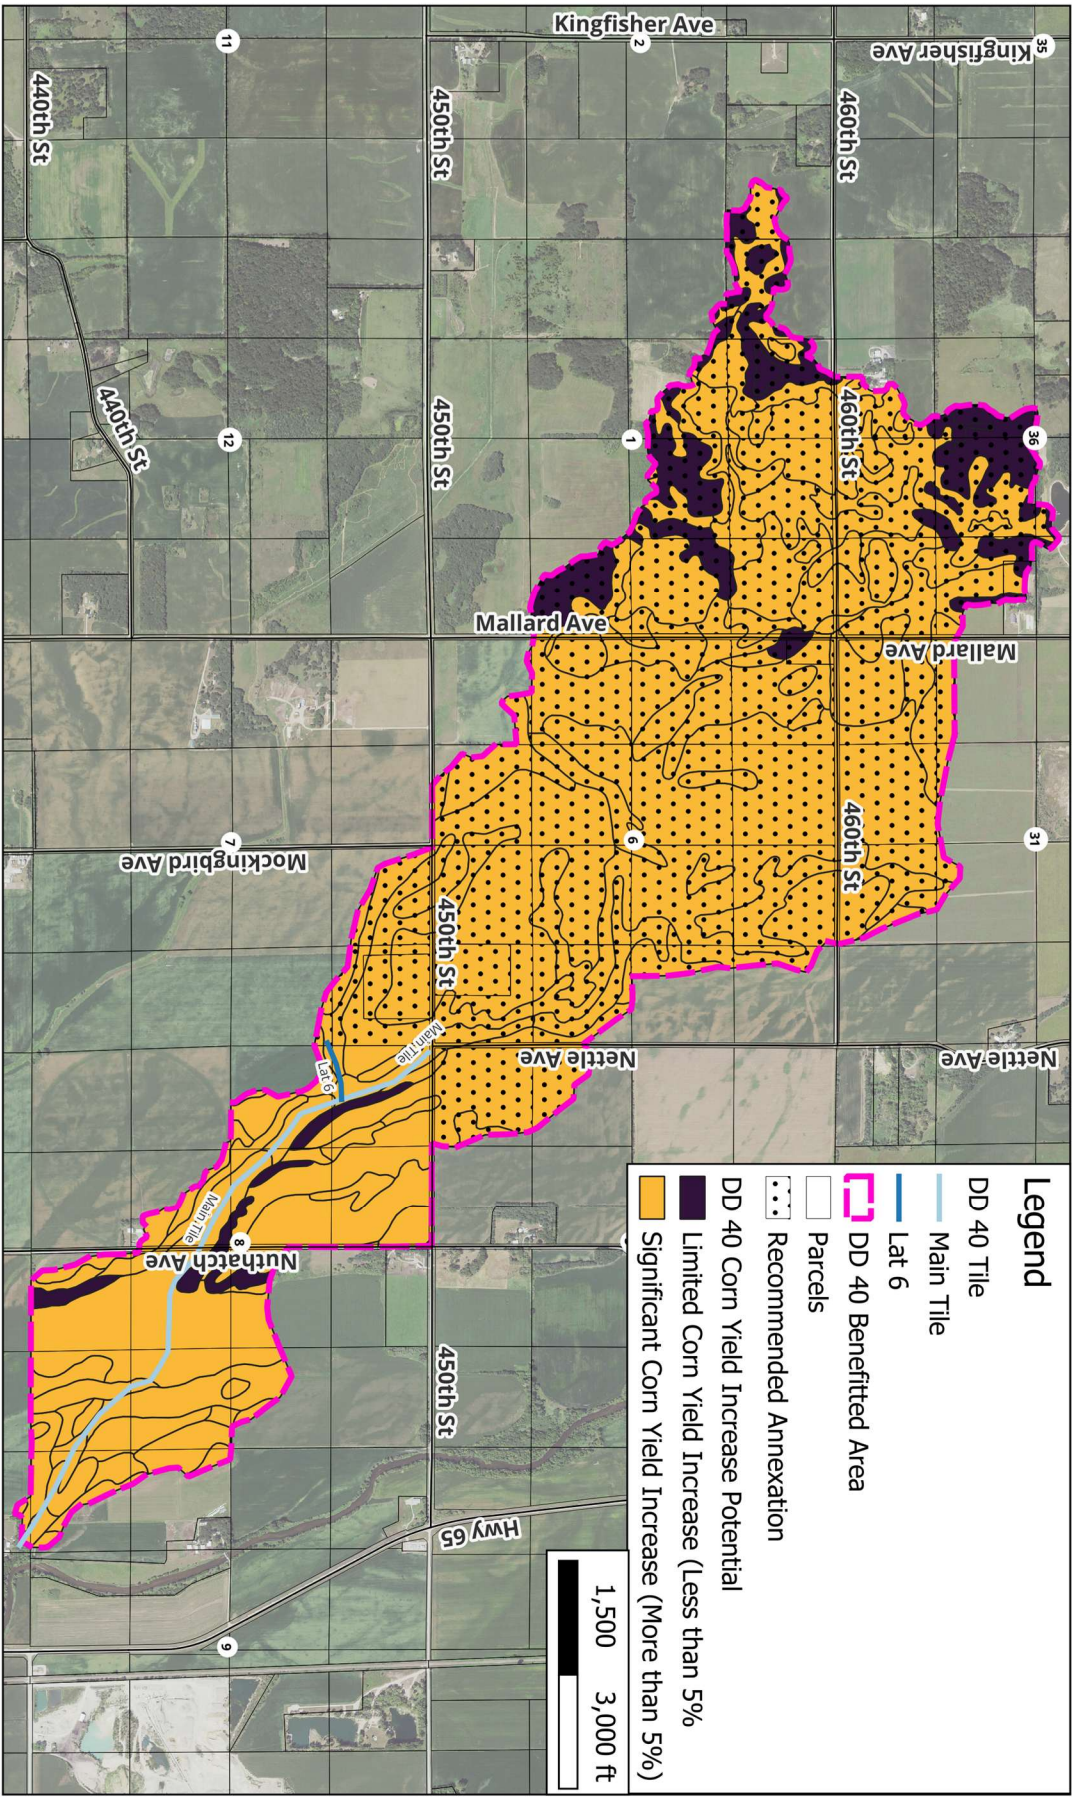 Kingfisher Ave
Kingfisher Ave
35
2
11
460th St
450th St
440th St
36
1
12
460th St
450th St
440th St
Mallard Ave
Mallard Ave
31
6
7
460th St
450th St
Mockingbird Ave
Nettle Ave
Nettle Ave
Main Tile
Lat 6
Main Tile
8
Nuthatch Ave
450th St
Hwy 65
9
Legend
DD 40 Tile
Main Tile
Lat 6
DD 40 Benefitted Area
Parcels
Recommended Annexation
DD 40 Corn Yield Increase Potential
Limited Corn Yield Increase (Less than 5%
Significant Corn Yield Increase (More than 5%)
1,500 3,000 ft